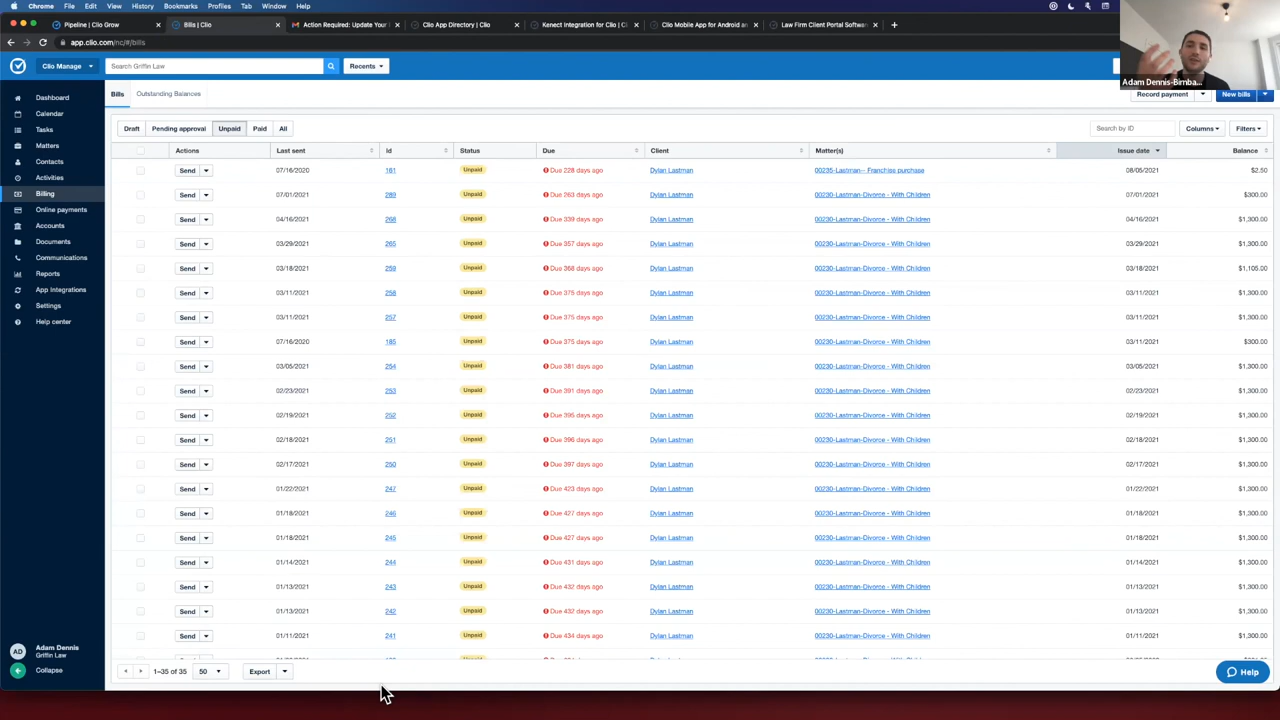 Chrome File Edit View History Bookmarks Profiles Tab Window Help
Pipeline | Clio Grow
Bills | Clio
Action Required: Update Your
Clio App Directory | Clio
Kenect Integration for Clio | C
Clio Mobile App for Android an
Law Firm Client Portal Softwar
app.clio.com/nc/#/bills
Clio Manage
Search Griffin Law
Recents
Adam Dennis-Birnba...
Bills
Outstanding Balances
Record payment
New bills
Dashboard
Calendar
Tasks
Matters
Contacts
Activities
Billing
Online payments
Accounts
Documents
Communications
Reports
App Integrations
Settings
Help center
Draft Pending approval Unpaid Paid All
Search by ID
Columns
Filters
Actions Last sent id Status Due Client Matter(s) Issue date Balance
Send 07/16/2020 161 Unpaid Due 228 days ago Dylan Lastman 00235-Lastman-- Franchise purchase 08/05/2021 $2.50
Send 07/01/2021 289 Unpaid Due 263 days ago Dylan Lastman 00230-Lastman-Divorce - With Children 07/01/2021 $300.00
Send 04/16/2021 268 Unpaid Due 339 days ago Dylan Lastman 00230-Lastman-Divorce - With Children 04/16/2021 $1,300.00
Send 03/29/2021 265 Unpaid Due 357 days ago Dylan Lastman 00230-Lastman-Divorce - With Children 03/29/2021 $1,300.00
Send 03/18/2021 259 Unpaid Due 368 days ago Dylan Lastman 00230-Lastman-Divorce - With Children 03/18/2021 $1,105.00
Send 03/11/2021 258 Unpaid Due 375 days ago Dylan Lastman 00230-Lastman-Divorce - With Children 03/11/2021 $1,300.00
Send 03/11/2021 257 Unpaid Due 375 days ago Dylan Lastman 00230-Lastman-Divorce - With Children 03/11/2021 $1,300.00
Send 07/16/2020 185 Unpaid Due 375 days ago Dylan Lastman 00230-Lastman-Divorce - With Children 03/11/2021 $300.00
Send 03/05/2021 254 Unpaid Due 381 days ago Dylan Lastman 00230-Lastman-Divorce - With Children 03/05/2021 $1,300.00
Send 02/23/2021 253 Unpaid Due 391 days ago Dylan Lastman 00230-Lastman-Divorce - With Children 02/23/2021 $1,300.00
Send 02/19/2021 252 Unpaid Due 395 days ago Dylan Lastman 00230-Lastman-Divorce - With Children 02/19/2021 $1,300.00
Send 02/18/2021 251 Unpaid Due 396 days ago Dylan Lastman 00230-Lastman-Divorce - With Children 02/18/2021 $1,300.00
Send 02/17/2021 250 Unpaid Due 397 days ago Dylan Lastman 00230-Lastman-Divorce - With Children 02/17/2021 $1,300.00
Send 01/22/2021 247 Unpaid Due 423 days ago Dylan Lastman 00230-Lastman-Divorce - With Children 01/22/2021 $1,300.00
Send 01/18/2021 246 Unpaid Due 427 days ago Dylan Lastman 00230-Lastman-Divorce - With Children 01/18/2021 $1,300.00
Send 01/18/2021 245 Unpaid Due 427 days ago Dylan Lastman 00230-Lastman-Divorce - With Children 01/18/2021 $1,300.00
Send 01/14/2021 244 Unpaid Due 431 days ago Dylan Lastman 00230-Lastman-Divorce - With Children 01/14/2021 $1,300.00
Send 01/13/2021 243 Unpaid Due 432 days ago Dylan Lastman 00230-Lastman-Divorce - With Children 01/13/2021 $1,300.00
Send 01/13/2021 242 Unpaid Due 432 days ago Dylan Lastman 00230-Lastman-Divorce - With Children 01/13/2021 $1,300.00
Send 01/11/2021 241 Unpaid Due 434 days ago Dylan Lastman 00230-Lastman-Divorce - With Children 01/11/2021 $1,300.00
AD
Adam Dennis
Griffin Law
Collapse
1–35 of 35
50
Export
Help